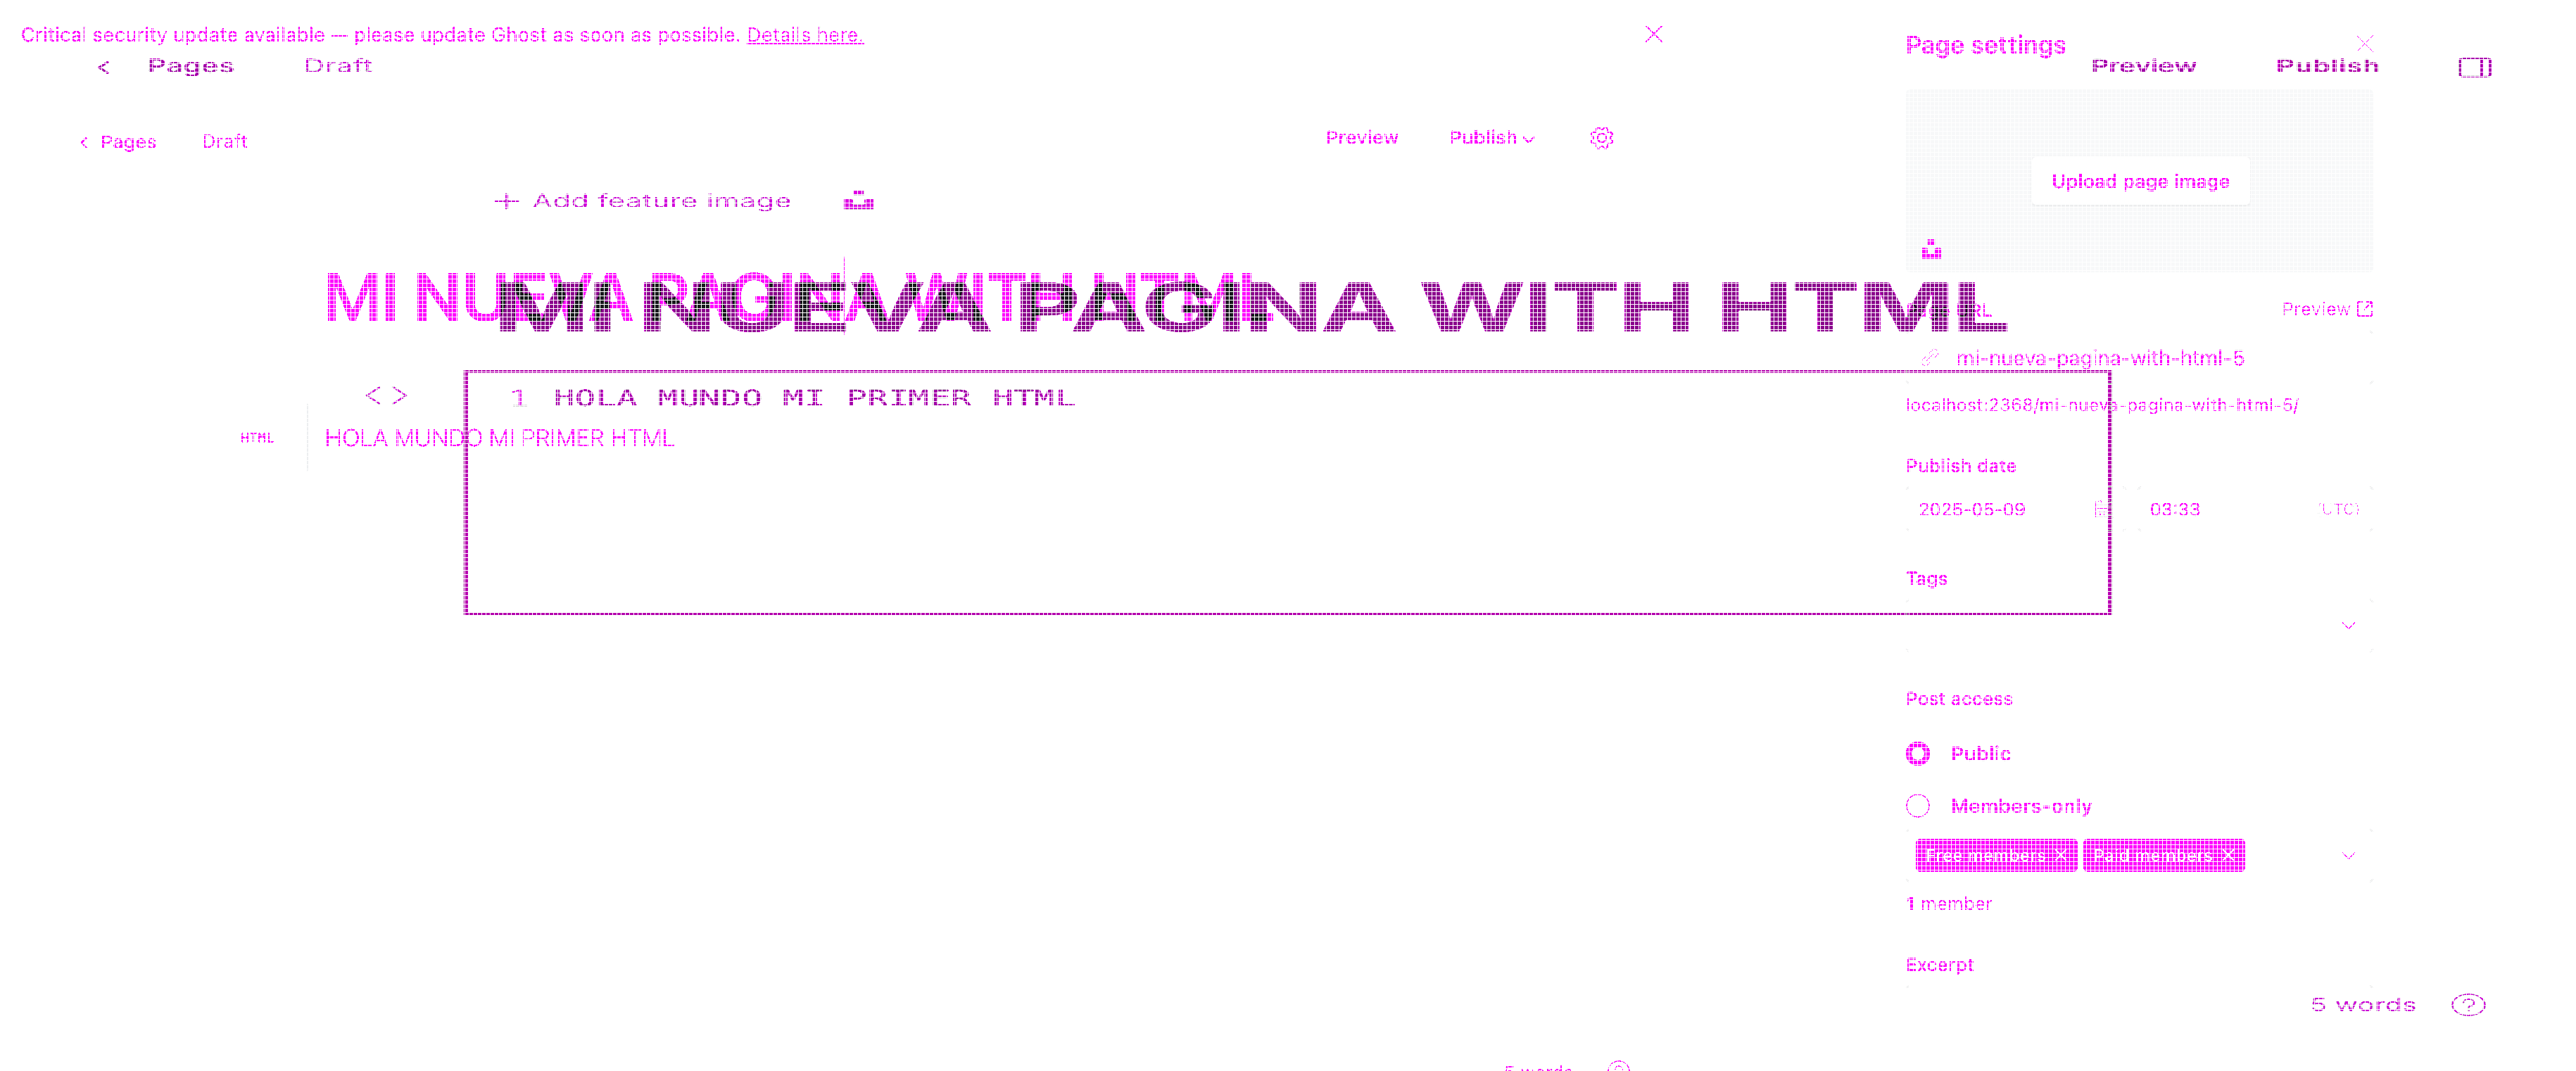 Critical security update available — please update Ghost as soon as possible. Details here.
Page settings
Pages Draft
Preview Publish
Pages Draft
Preview Publish
Upload page image
Add feature image
MI NUEVA PAGINA WITH HTML
MI NUEVA PAGINA WITH HTML
Preview
mi-nueva-pagina-with-html-5
1 HOLA MUNDO MI PRIMER HTML
localhost:2368/mi-nueva-pagina-with-html-5/
HTML HOLA MUNDO MI PRIMER HTML
Publish date
2025-05-09 03:33 (UTC)
Tags
Post access
Public
Members-only
Free members Paid members
1 member
Excerpt
5 words
5 words